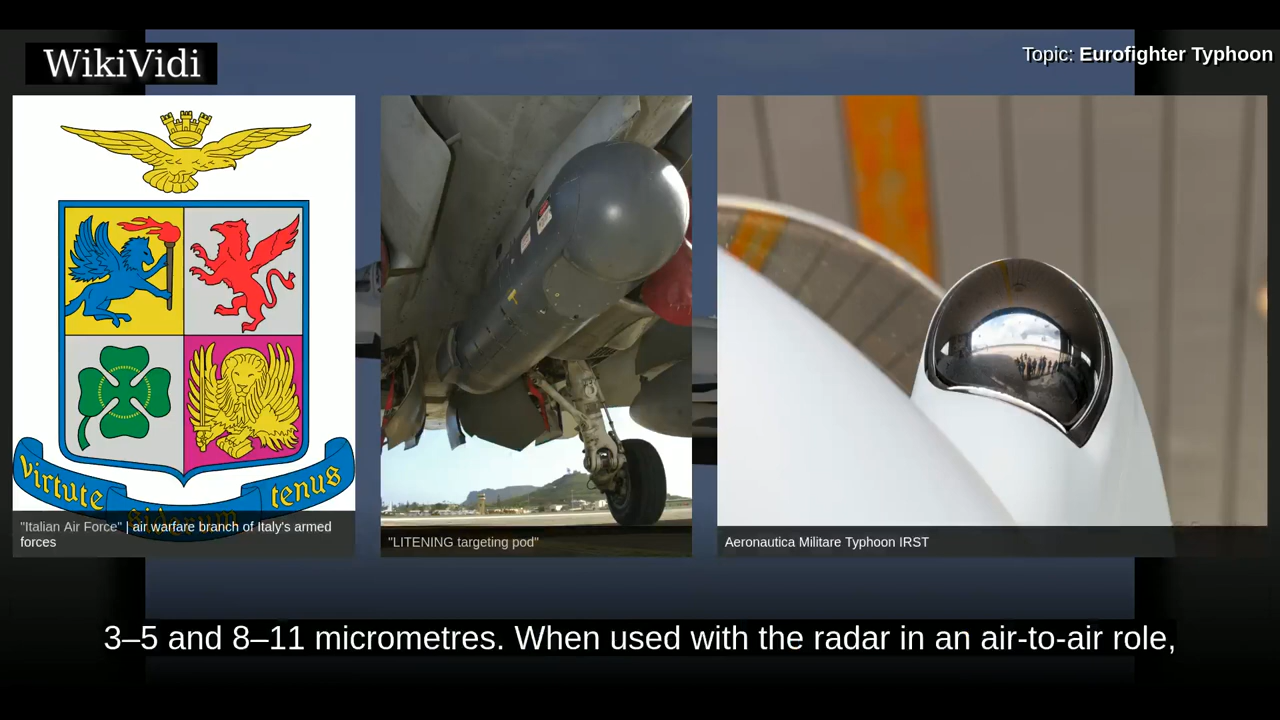 WikiVidi
Topic: Eurofighter Typhoon
Virtute
Siderum
tenus
"Italian Air Force" | air warfare branch of Italy's armed
forces
"LITENING targeting pod"
Aeronautica Militare Typhoon IRST
3–5 and 8–11 micrometres. When used with the radar in an air-to-air role,